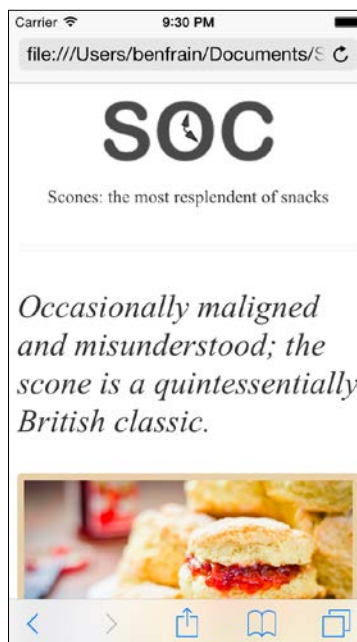 Carrier 9:30 PM
file:///Users/benfrain/Documents/S
SOC
Scones: the most resplendent of snacks
Occasionally maligned
and misunderstood; the
scone is a quintessentially
British classic.